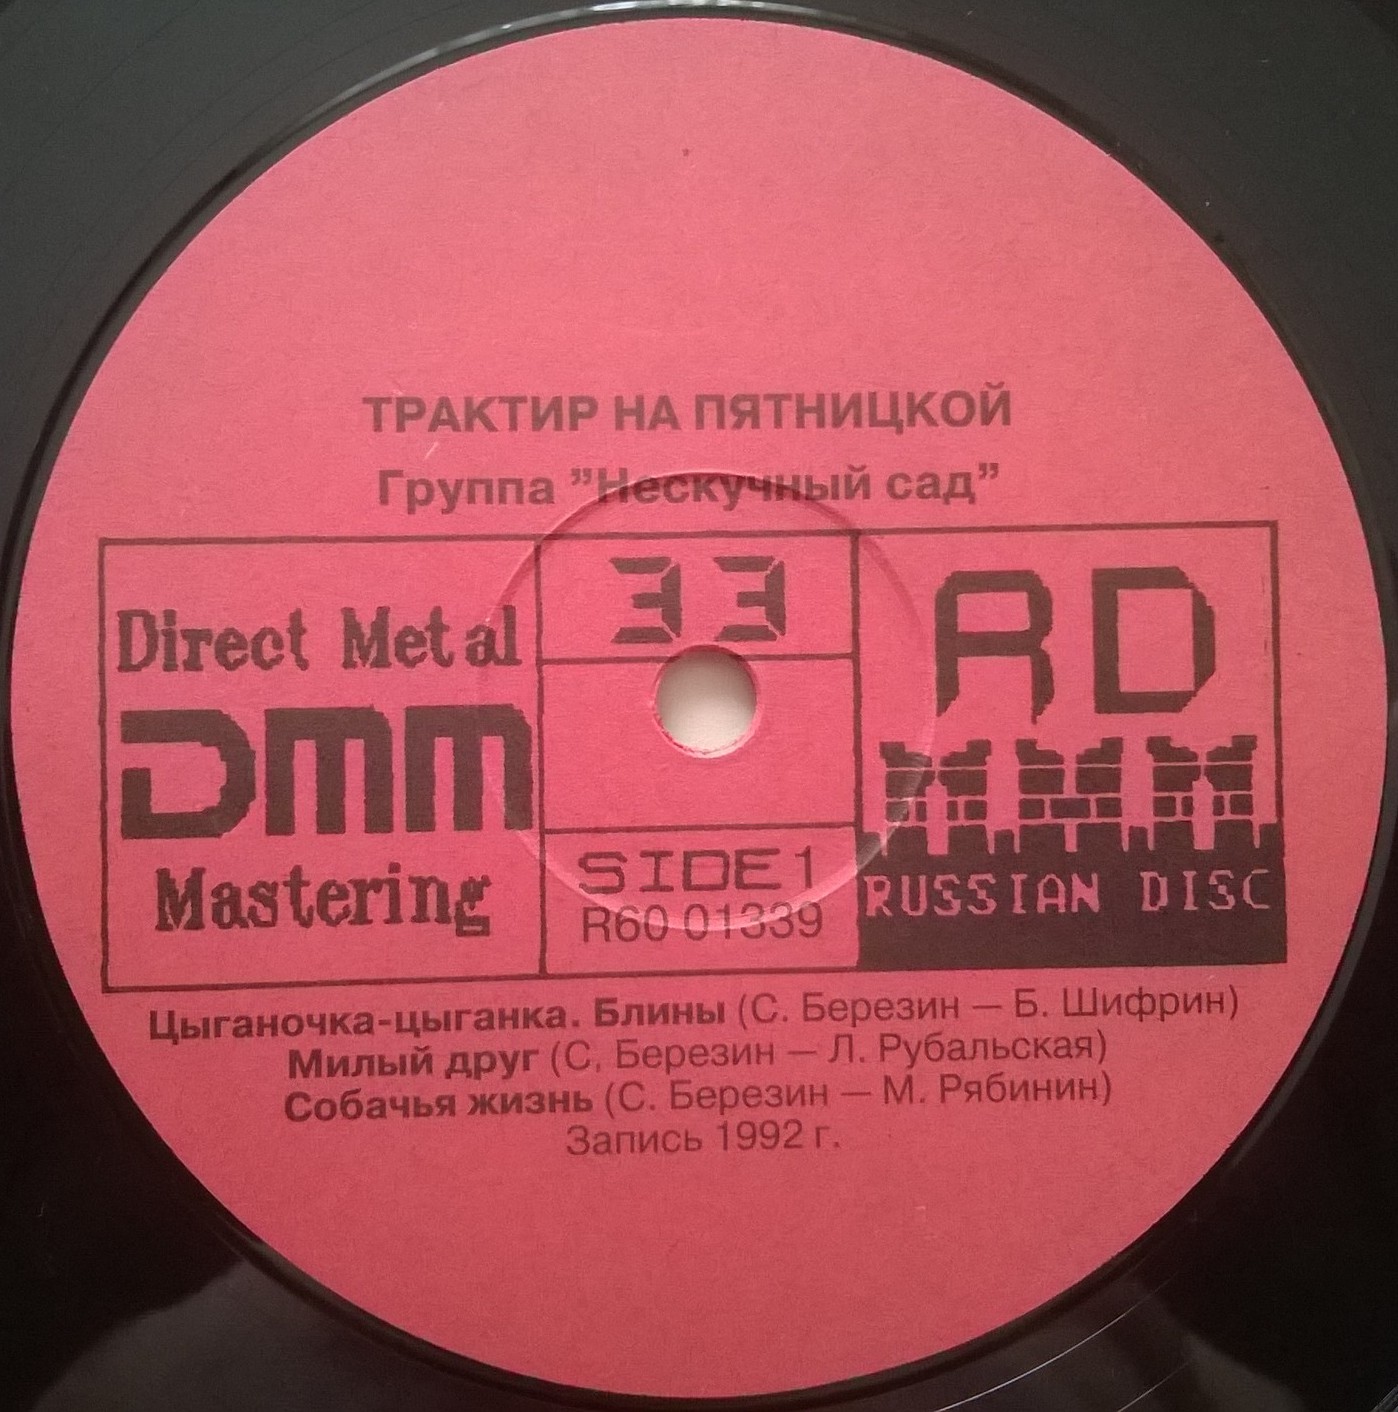 ТРАКТИР НА ПЯТНИЦКОЙ
Группа ”Нескучный сад”
Direct Metal
DMM
Mastering
33
SIDE 1
R60 01339
RD
RUSSIAN DISC
Цыганочка-цыганка. Блины (С. Березин — Б. Шифрин)
Милый друг (С. Березин — Л. Рубальская)
Собачья жизнь (С. Березин — М. Рябинин)
Запись 1992 г.